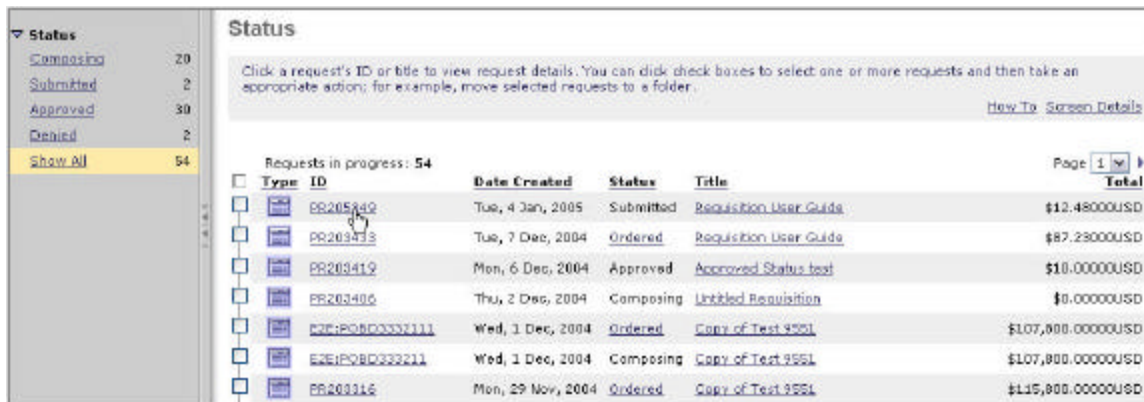 Status
Composing 20
Submitted 2
Approved 30
Denied 2
Show All 54
Status
Click a request's ID or title to view request details. You can click check boxes to select one or more requests and then take an
appropriate action; for example, move selected requests to a folder.
How To Screen Details
Requests in progress: 54 Page 1
Type ID Date Created Status Title Total
PR205849 Tue, 4 Jan, 2005 Submitted Requisition User Guide $12.48000USD
PR203433 Tue, 7 Dec, 2004 Ordered Requisition User Guide $87.23000USD
PR203419 Mon, 6 Dec, 2004 Approved Approved Status test $10.00000USD
PR203406 Thu, 2 Dec, 2004 Composing Untitled Requisition $0.00000USD
E2E:POBD3332111 Wed, 1 Dec, 2004 Ordered Copy of Test 9551 $107,800.00000USD
E2E:POBD333211 Wed, 1 Dec, 2004 Composing Copy of Test 9551 $107,800.00000USD
PR203316 Mon, 29 Nov, 2004 Ordered Copy of Test 9551 $115,800.00000USD